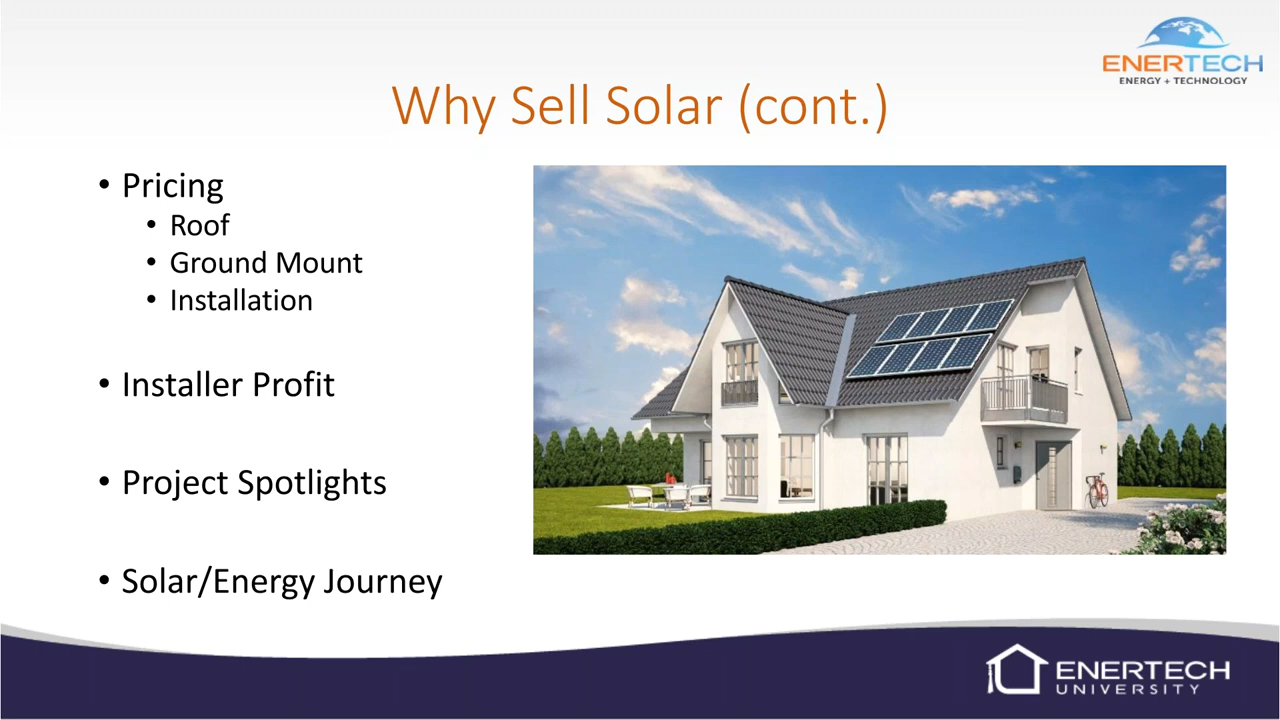 ENERTECH
ENERGY + TECHNOLOGY
Why Sell Solar (cont.)
• Pricing
• Roof
• Ground Mount
• Installation
• Installer Profit
• Project Spotlights
• Solar/Energy Journey
ENERTECH
UNIVERSITY